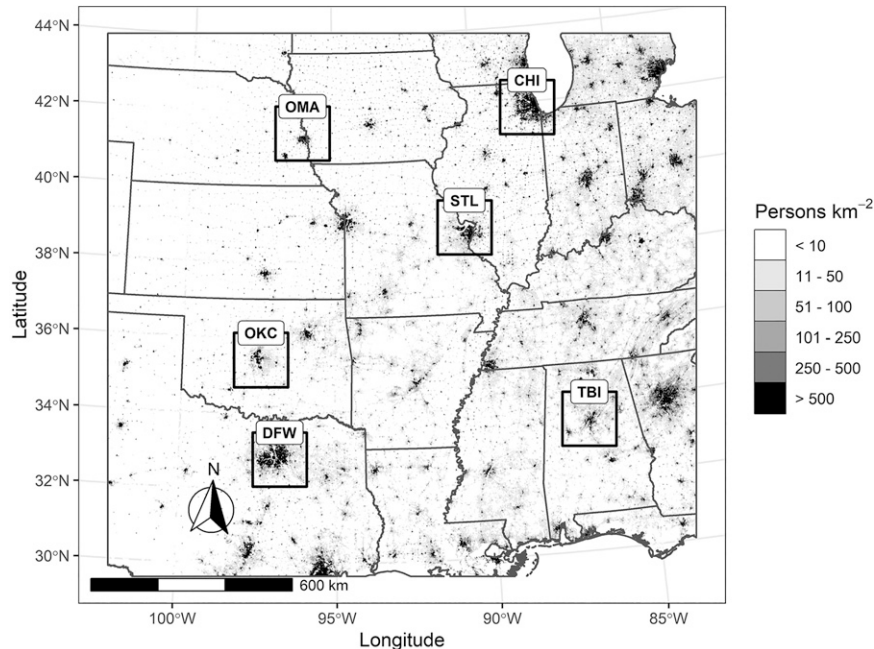 44°N
42°N
40°N
38°N
36°N
34°N
32°N
30°N
Latitude
CHI
OMA
STL
OKC
TBI
DFW
N
600 km
100°W
95°W
90°W
85°W
Longitude
Persons km⁻²
< 10
11 - 50
51 - 100
101 - 250
250 - 500
> 500